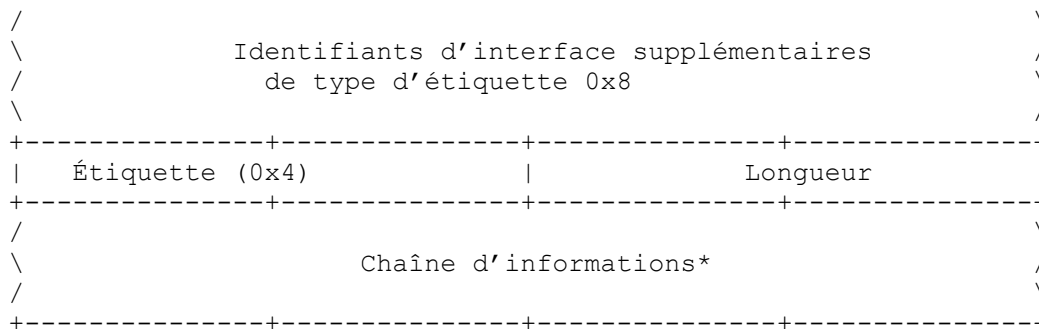 Identifiants d’interface supplémentaires
de type d’étiquette 0x8
Étiquette (0x4) | Longueur
Chaîne d’informations*